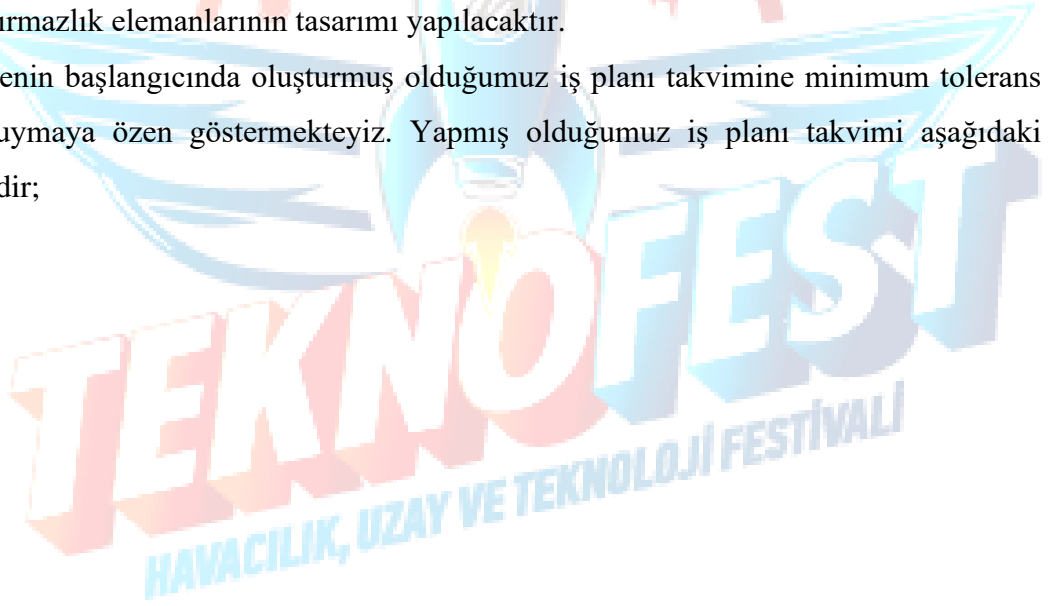 ırmazlık elemanlarının tasarımı yapılacaktır.
enin başlangıcında oluşturmuş olduğumuz iş planı takvimine minimum tolerans
uymaya özen göstermekteyiz. Yapmış olduğumuz iş planı takvimi aşağıdaki
dir;
TEKNOFEST
HAVACILIK, UZAY VE TEKNOLOJİ FESTİVALİ